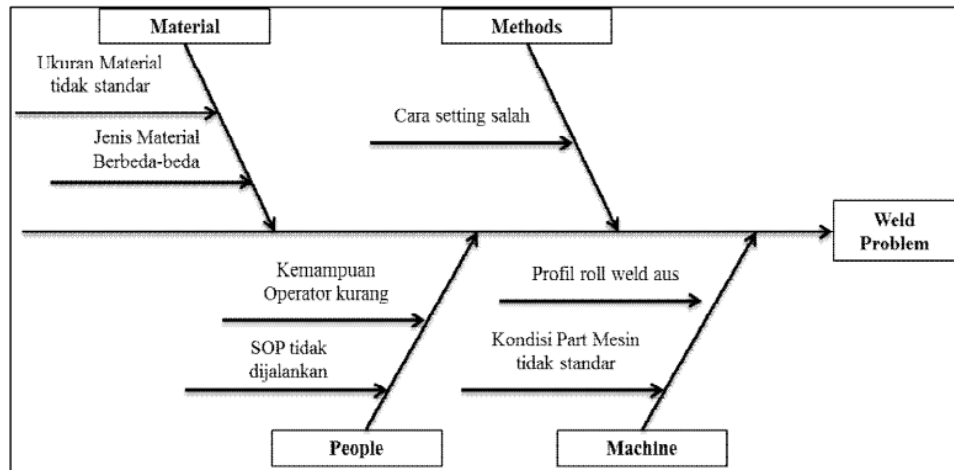 Material
Methods
Ukuran Material
tidak standar
Cara setting salah
Jenis Material
Berbeda-beda
Weld
Problem
Kemampuan
Operator kurang
Profil roll weld aus
SOP tidak
dijalankan
Kondisi Part Mesin
tidak standar
People
Machine